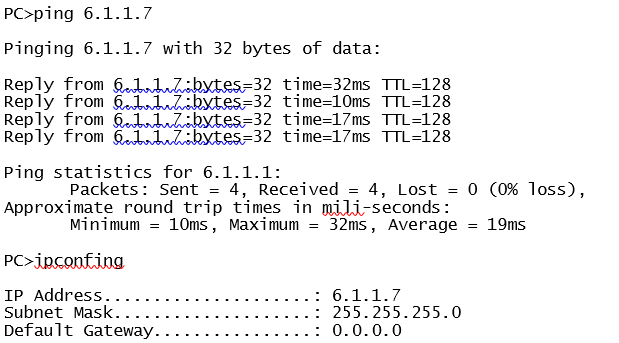 PC>ping 6.1.1.7
Pinging 6.1.1.7 with 32 bytes of data:
Reply from 6.1.1.7:bytes=32 time=32ms TTL=128
Reply from 6.1.1.7:bytes=32 time=10ms TTL=128
Reply from 6.1.1.7:bytes=32 time=17ms TTL=128
Reply from 6.1.1.7:bytes=32 time=17ms TTL=128
Ping statistics for 6.1.1.1:
Packets: Sent = 4, Received = 4, Lost = 0 (0% loss),
Approximate round trip times in mili-seconds:
Minimum = 10ms, Maximum = 32ms, Average = 19ms
PC>ipconfing
IP Address.....................: 6.1.1.7
Subnet Mask....................: 255.255.255.0
Default Gateway................: 0.0.0.0